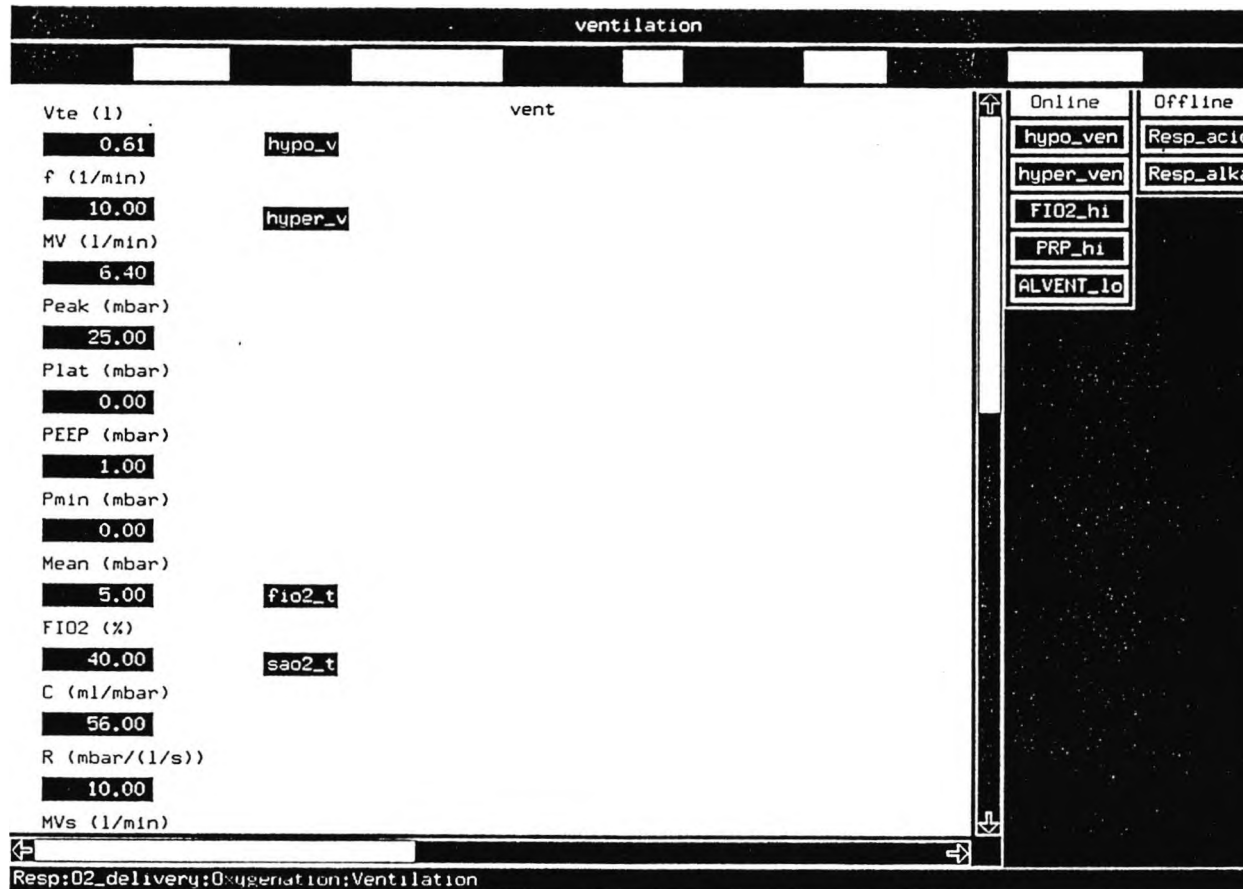 ventilation
vent
Vte (l)
0.61
hypo_v
f (1/min)
10.00
hyper_v
MV (l/min)
6.40
Peak (mbar)
25.00
Plat (mbar)
0.00
PEEP (mbar)
1.00
Pmin (mbar)
0.00
Mean (mbar)
5.00
fio2_t
FIO2 (%)
40.00
sao2_t
C (ml/mbar)
56.00
R (mbar/(l/s))
10.00
MVs (l/min)
Online
hypo_ven
hyper_ven
FIO2_hi
PRP_hi
ALVENT_lo
Offline
Resp_acid
Resp_alka
Resp:O2_delivery:Oxygenation:Ventilation